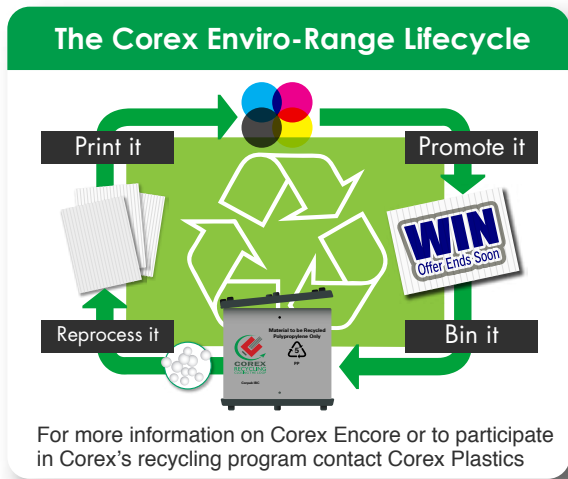 The Corex Enviro-Range Lifecycle
Print it
Promote it
WIN
Offer Ends Soon
Reprocess it
Bin it
Material to be Recycled
Polypropylene Only
5
PP
COREX
RECYCLING
For more information on Corex Encore or to participate
in Corex's recycling program contact Corex Plastics